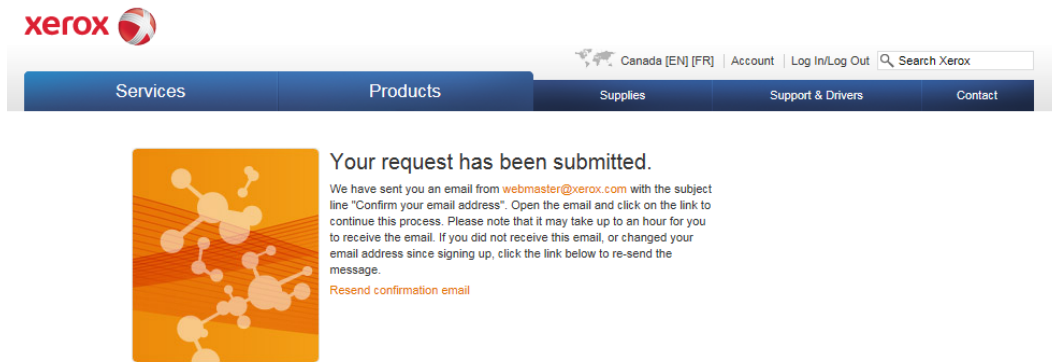 xerox
Canada [EN] [FR] | Account | Log In/Log Out Search Xerox
Services Products Supplies Support & Drivers Contact
Your request has been submitted.
We have sent you an email from webmaster@xerox.com with the subject
line "Confirm your email address". Open the email and click on the link to
continue this process. Please note that it may take up to an hour for you
to receive the email. If you did not receive this email, or changed your
email address since signing up, click the link below to re-send the
message.
Resend confirmation email